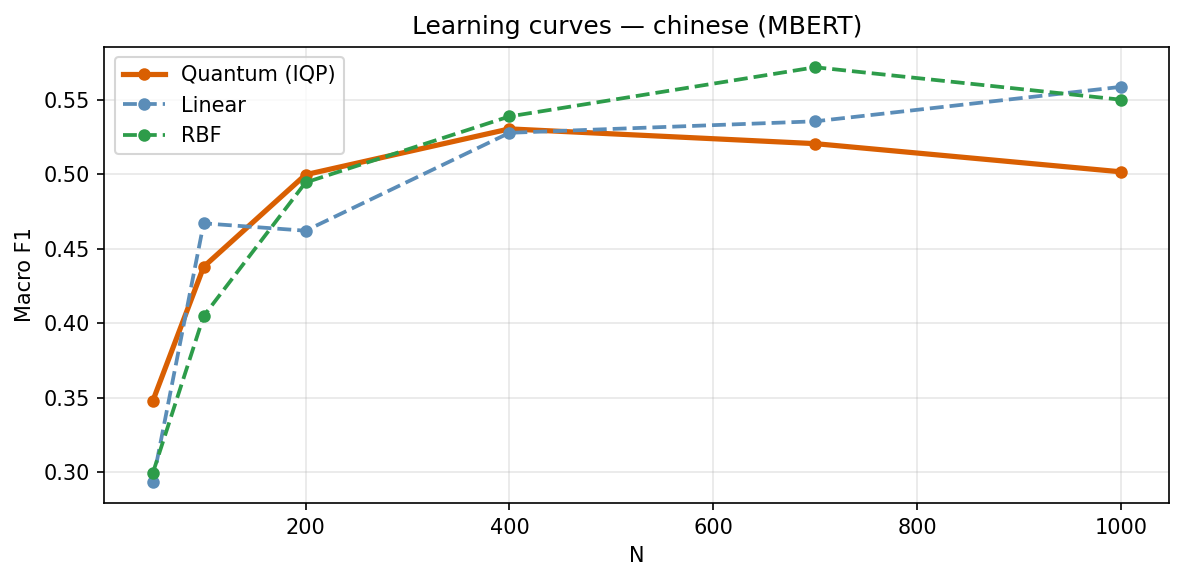 Learning curves — chinese (MBERT)
Quantum (IQP)
Linear
RBF
Macro F1
0.55
0.50
0.45
0.40
0.35
0.30
200 400 600 800 1000
N